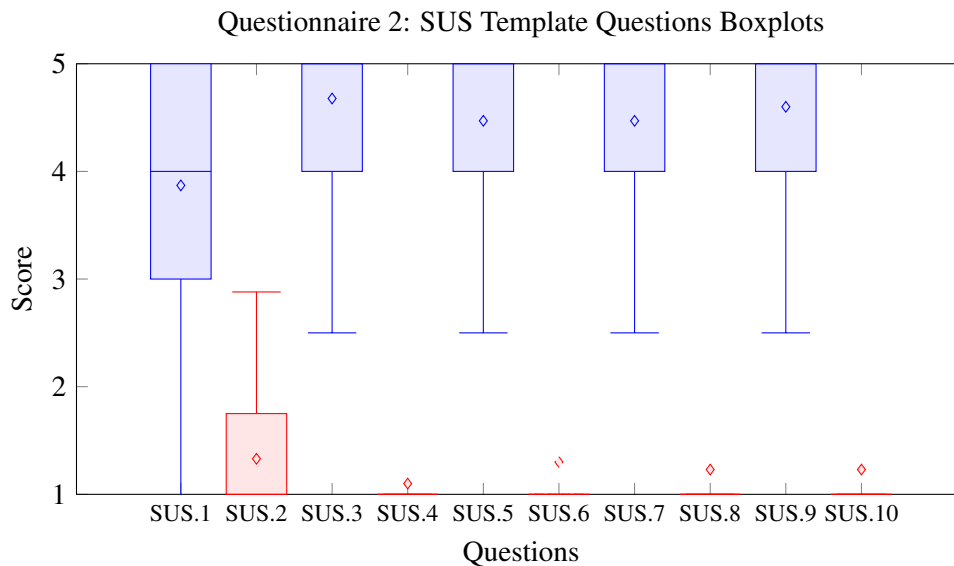 Questionnaire 2: SUS Template Questions Boxplots
5
4
3
2
1
Score
SUS.1 SUS.2 SUS.3 SUS.4 SUS.5 SUS.6 SUS.7 SUS.8 SUS.9 SUS.10
Questions